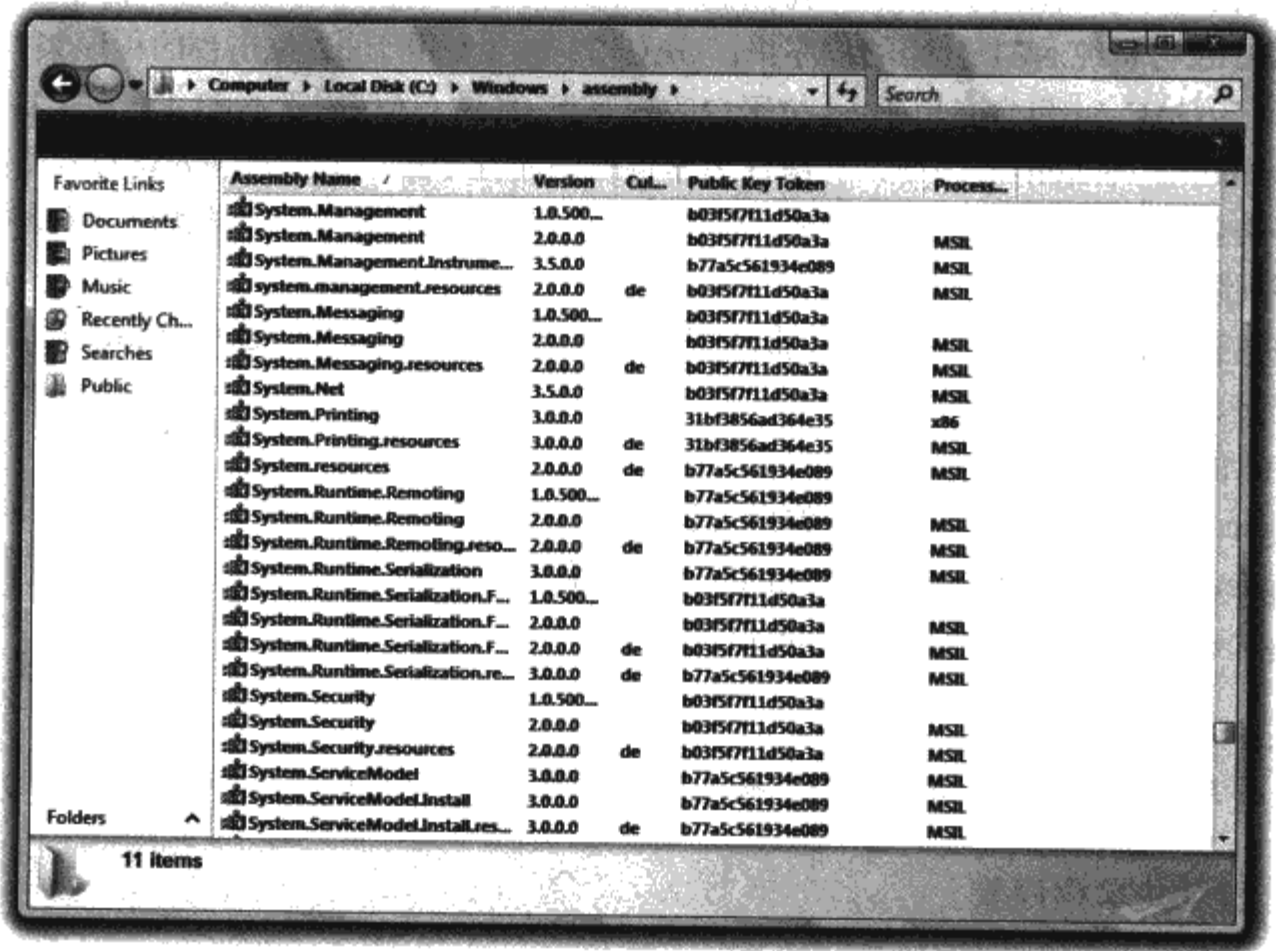 Computer Local Disk (C:) Windows assembly Search
Favorite Links
Documents
Pictures
Music
Recently Ch...
Searches
Public
Folders
Assembly Name Version Cul... Public Key Token Process...
System.Management 1.0.500... b03f5f7f11d50a3a
System.Management 2.0.0.0 b03f5f7f11d50a3a MSIL
System.Management.Instrume... 3.5.0.0 b77a5c561934e089 MSIL
system.management.resources 2.0.0.0 de b03f5f7f11d50a3a MSIL
System.Messaging 1.0.500... b03f5f7f11d50a3a
System.Messaging 2.0.0.0 b03f5f7f11d50a3a MSIL
System.Messaging.resources 2.0.0.0 de b03f5f7f11d50a3a MSIL
System.Net 3.5.0.0 b03f5f7f11d50a3a MSIL
System.Printing 3.0.0.0 31bf3856ad364e35 x86
System.Printing.resources 3.0.0.0 de 31bf3856ad364e35 MSIL
System.resources 2.0.0.0 de b77a5c561934e089 MSIL
System.Runtime.Remoting 1.0.500... b77a5c561934e089
System.Runtime.Remoting 2.0.0.0 b77a5c561934e089 MSIL
System.Runtime.Remoting.reso... 2.0.0.0 de b77a5c561934e089 MSIL
System.Runtime.Serialization 3.0.0.0 b77a5c561934e089 MSIL
System.Runtime.Serialization.F... 1.0.500... b03f5f7f11d50a3a
System.Runtime.Serialization.F... 2.0.0.0 b03f5f7f11d50a3a MSIL
System.Runtime.Serialization.F... 2.0.0.0 de b03f5f7f11d50a3a MSIL
System.Runtime.Serialization.re... 3.0.0.0 de b77a5c561934e089 MSIL
System.Security 1.0.500... b03f5f7f11d50a3a
System.Security 2.0.0.0 b03f5f7f11d50a3a MSIL
System.Security.resources 2.0.0.0 de b03f5f7f11d50a3a MSIL
System.ServiceModel 3.0.0.0 b77a5c561934e089 MSIL
System.ServiceModel.Install 3.0.0.0 b77a5c561934e089 MSIL
System.ServiceModel.Install.res... 3.0.0.0 de b77a5c561934e089 MSIL
11 items